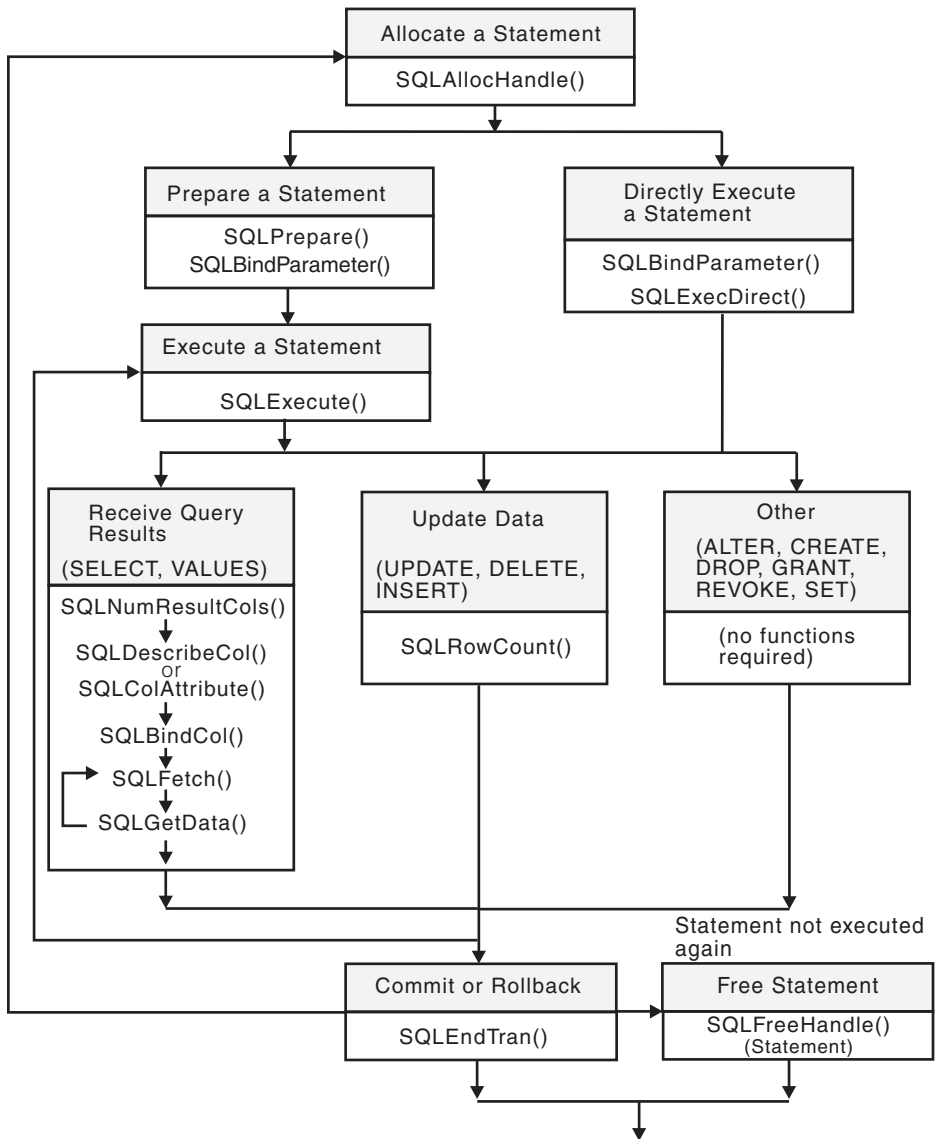 Allocate a Statement
SQLAllocHandle()
Prepare a Statement
SQLPrepare()
SQLBindParameter()
Directly Execute
a Statement
SQLBindParameter()
SQLExecDirect()
Execute a Statement
SQLExecute()
Receive Query
Results
(SELECT, VALUES)
SQLNumResultCols()
SQLDescribeCol()
or
SQLColAttribute()
SQLBindCol()
SQLFetch()
SQLGetData()
Update Data
(UPDATE, DELETE,
INSERT)
SQLRowCount()
Other
(ALTER, CREATE,
DROP, GRANT,
REVOKE, SET)
(no functions
required)
Statement not executed
again
Commit or Rollback
SQLEndTran()
Free Statement
SQLFreeHandle()
(Statement)